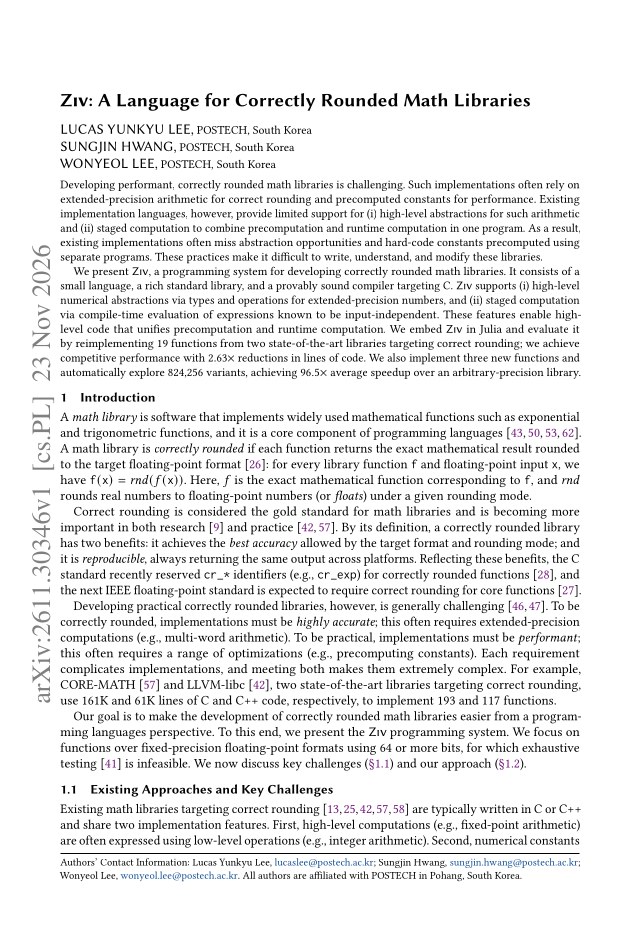 Ziv: A Language for Correctly Rounded Math Libraries
LUCAS YUNKYU LEE, POSTECH, South Korea
SUNGJIN HWANG, POSTECH, South Korea
WONYEOL LEE, POSTECH, South Korea
Developing performant, correctly rounded math libraries is challenging. Such implementations often rely on
extended-precision arithmetic for correct rounding and precomputed constants for performance. Existing
implementation languages, however, provide limited support for (i) high-level abstractions for such arithmetic
and (ii) staged computation to combine precomputation and runtime computation in one program. As a result,
existing implementations often miss abstraction opportunities and hard-code constants precomputed using
separate programs. These practices make it difficult to write, understand, and modify these libraries.
We present Ziv, a programming system for developing correctly rounded math libraries. It consists of a
small language, a rich standard library, and a provably sound compiler targeting C. Ziv supports (i) high-level
numerical abstractions via types and operations for extended-precision numbers, and (ii) staged computation
via compile-time evaluation of expressions known to be input-independent. These features enable high-
level code that unifies precomputation and runtime computation. We embed Ziv in Julia and evaluate it
by reimplementing 19 functions from two state-of-the-art libraries targeting correct rounding; we achieve
competitive performance with 2.63× reductions in lines of code. We also implement three new functions and
automatically explore 824,256 variants, achieving 96.5× average speedup over an arbitrary-precision library.
1 Introduction
A math library is software that implements widely used mathematical functions such as exponential
and trigonometric functions, and it is a core component of programming languages [43, 50, 53, 62].
A math library is correctly rounded if each function returns the exact mathematical result rounded
to the target floating-point format [26]: for every library function f and floating-point input x, we
have f(x) = rnd(f(x)). Here, f is the exact mathematical function corresponding to f, and rnd
rounds real numbers to floating-point numbers (or floats) under a given rounding mode.
Correct rounding is considered the gold standard for math libraries and is becoming more
important in both research [9] and practice [42, 57]. By its definition, a correctly rounded library
has two benefits: it achieves the best accuracy allowed by the target format and rounding mode; and
it is reproducible, always returning the same output across platforms. Reflecting these benefits, the C
standard recently reserved cr_* identifiers (e.g., cr_exp) for correctly rounded functions [28], and
the next IEEE floating-point standard is expected to require correct rounding for core functions [27].
Developing practical correctly rounded libraries, however, is generally challenging [46, 47]. To be
correctly rounded, implementations must be highly accurate; this often requires extended-precision
computations (e.g., multi-word arithmetic). To be practical, implementations must be performant;
this often requires a range of optimizations (e.g., precomputing constants). Each requirement
complicates implementations, and meeting both makes them extremely complex. For example,
CORE-MATH [57] and LLVM-libc [42], two state-of-the-art libraries targeting correct rounding,
use 161K and 61K lines of C and C++ code, respectively, to implement 193 and 117 functions.
Our goal is to make the development of correctly rounded math libraries easier from a program-
ming languages perspective. To this end, we present the Ziv programming system. We focus on
functions over fixed-precision floating-point formats using 64 or more bits, for which exhaustive
testing [41] is infeasible. We now discuss key challenges (§1.1) and our approach (§1.2).
1.1 Existing Approaches and Key Challenges
Existing math libraries targeting correct rounding [13, 25, 42, 57, 58] are typically written in C or C++
and share two implementation features. First, high-level computations (e.g., fixed-point arithmetic)
are often expressed using low-level operations (e.g., integer arithmetic). Second, numerical constants
Authors' Contact Information: Lucas Yunkyu Lee, lucaslee@postech.ac.kr; Sungjin Hwang, sungjin.hwang@postech.ac.kr;
Wonyeol Lee, wonyeol.lee@postech.ac.kr. All authors are affiliated with POSTECH in Pohang, South Korea.
arXiv:2611.30346v1 [cs.PL] 23 Nov 2026